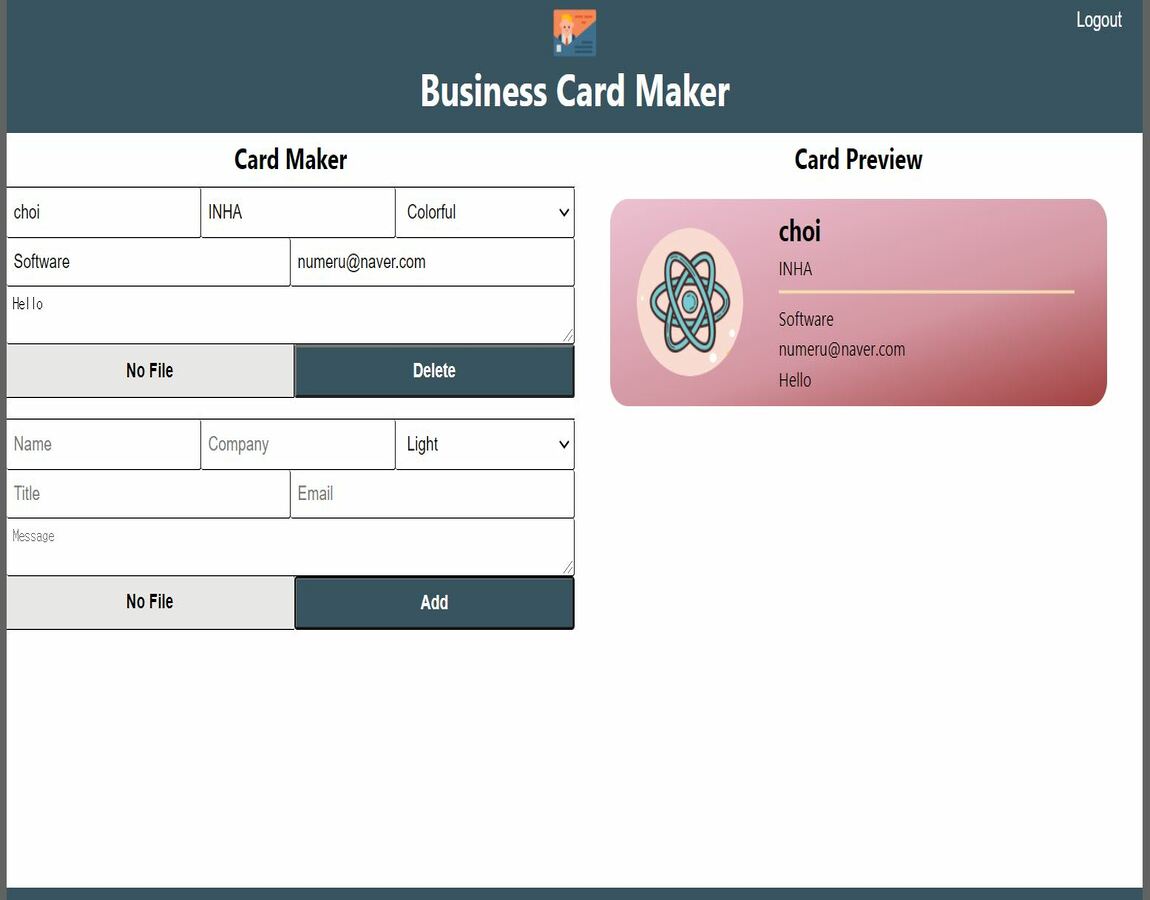 Logout
Business Card Maker
Card Maker
choi INHA Colorful
Software numeru@naver.com
Hello
No File Delete
Name Company Light
Title Email
Message
No File Add
Card Preview
choi
INHA
Software
numeru@naver.com
Hello